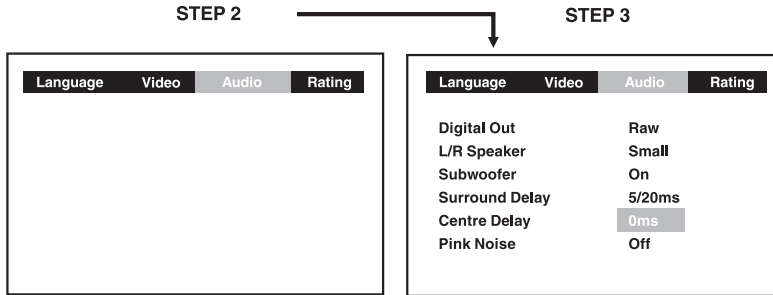 STEP 2
STEP 3
Language Video Audio Rating
Language Video Audio Rating
Digital Out Raw
L/R Speaker Small
Subwoofer On
Surround Delay 5/20ms
Centre Delay 0ms
Pink Noise Off